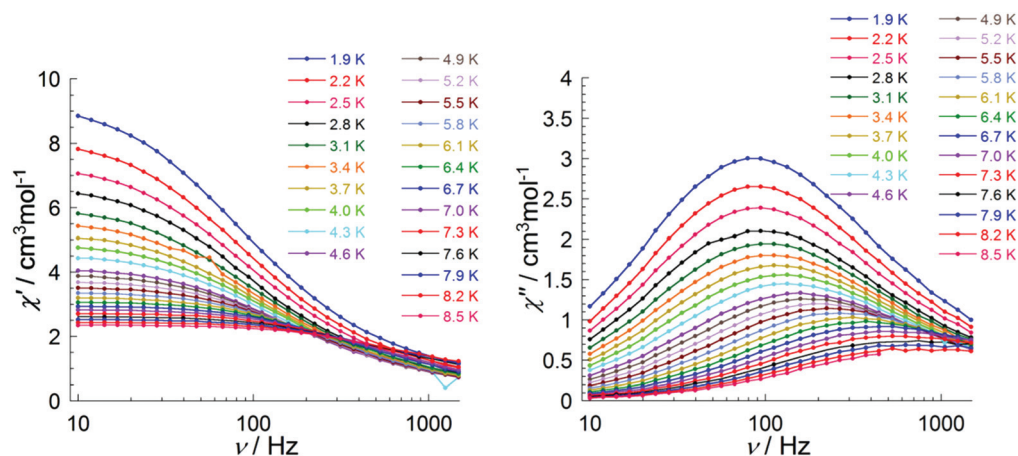 1.9 K 4.9 K
2.2 K 5.2 K
2.5 K 5.5 K
2.8 K 5.8 K
3.1 K 6.1 K
3.4 K 6.4 K
3.7 K 6.7 K
4.0 K 7.0 K
4.3 K 7.3 K
4.6 K 7.6 K
7.9 K
8.2 K
8.5 K
10
8
6
4
2
0
χ' / cm³mol⁻¹
10 100 1000
ν / Hz
1.9 K 4.9 K
2.2 K 5.2 K
2.5 K 5.5 K
2.8 K 5.8 K
3.1 K 6.1 K
3.4 K 6.4 K
3.7 K 6.7 K
4.0 K 7.0 K
4.3 K 7.3 K
4.6 K 7.6 K
7.9 K
8.2 K
8.5 K
4
3.5
3
2.5
2
1.5
1
0.5
0
χ'' / cm³mol⁻¹
10 100 1000
ν / Hz